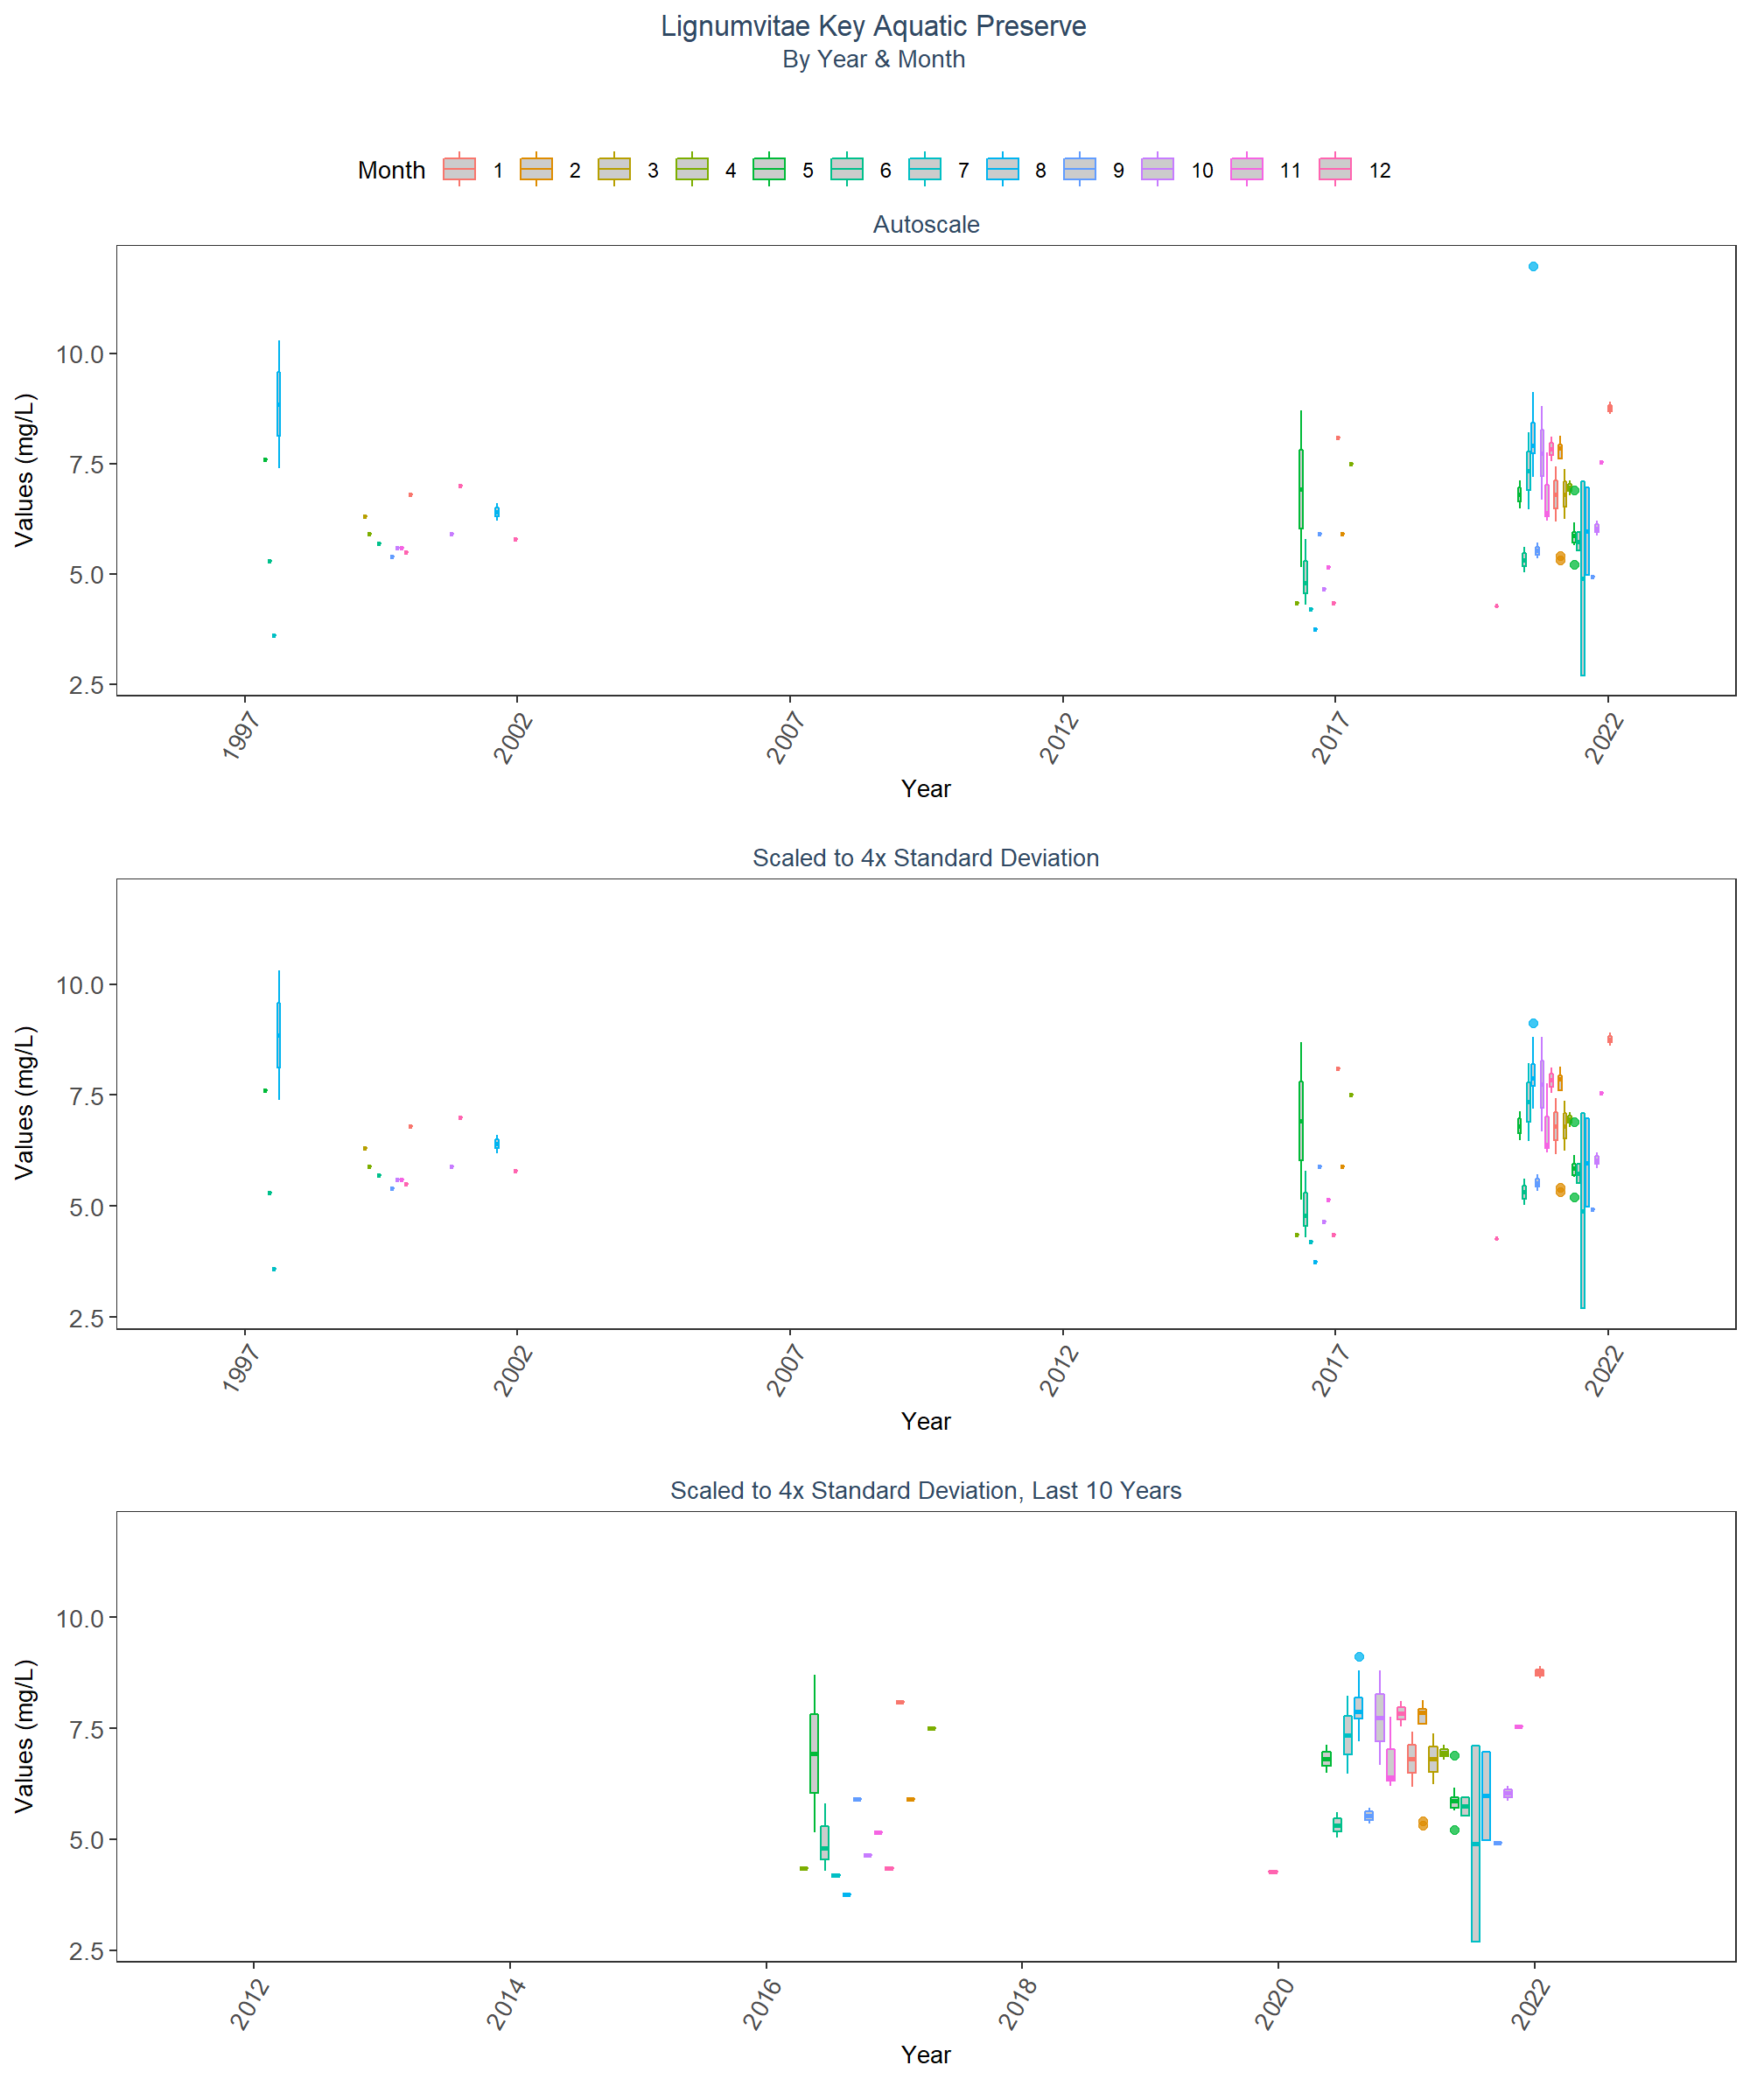 Lignumvitae Key Aquatic Preserve
By Year & Month
Month 1 2 3 4 5 6 7 8 9 10 11 12
Autoscale
Values (mg/L)
10.0
7.5
5.0
2.5
1997 2002 2007 2012 2017 2022
Year
Scaled to 4x Standard Deviation
Values (mg/L)
10.0
7.5
5.0
2.5
1997 2002 2007 2012 2017 2022
Year
Scaled to 4x Standard Deviation, Last 10 Years
Values (mg/L)
10.0
7.5
5.0
2.5
2012 2014 2016 2018 2020 2022
Year